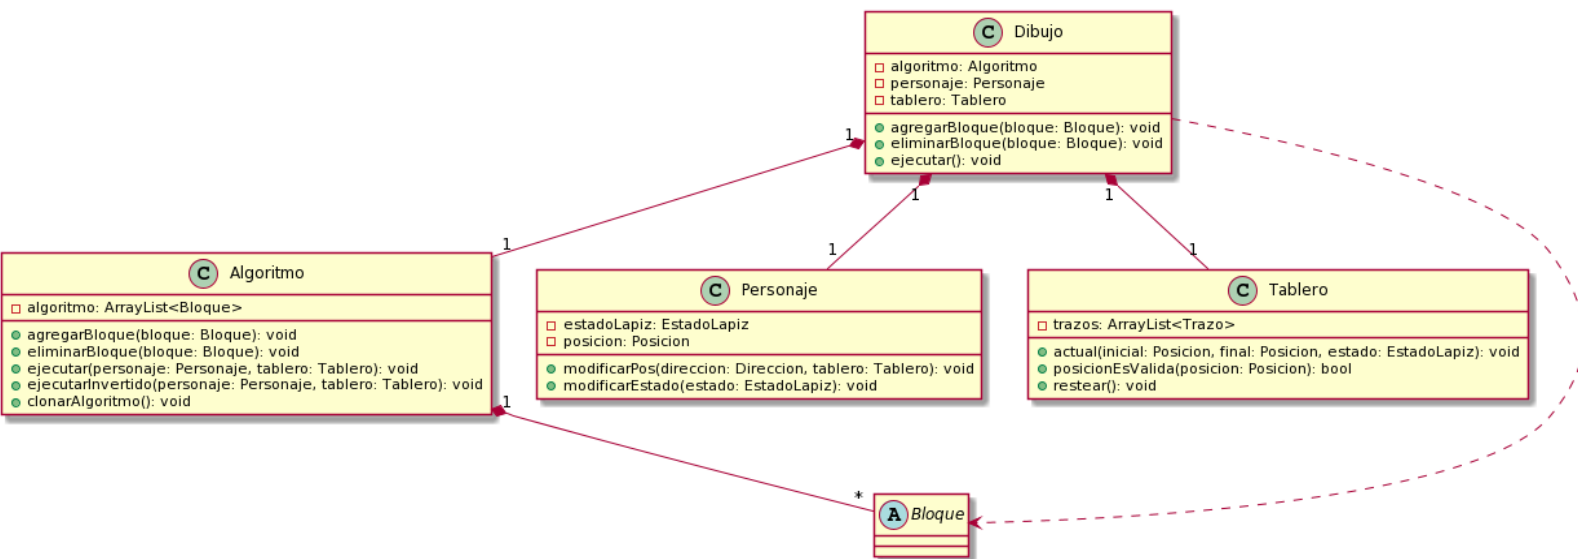 C Dibujo
algoritmo: Algoritmo
personaje: Personaje
tablero: Tablero
agregarBloque(bloque: Bloque): void
eliminarBloque(bloque: Bloque): void
ejecutar(): void
1
1
1
1
1
1
C Algoritmo
algoritmo: ArrayList<Bloque>
agregarBloque(bloque: Bloque): void
eliminarBloque(bloque: Bloque): void
ejecutar(personaje: Personaje, tablero: Tablero): void
ejecutarInvertido(personaje: Personaje, tablero: Tablero): void
clonarAlgoritmo(): void
C Personaje
estadoLapiz: EstadoLapiz
posicion: Posicion
modificarPos(direccion: Direccion, tablero: Tablero): void
modificarEstado(estado: EstadoLapiz): void
C Tablero
trazos: ArrayList<Trazo>
actual(inicial: Posicion, final: Posicion, estado: EstadoLapiz): void
posicionEsValida(posicion: Posicion): bool
restear(): void
1
*
A Bloque